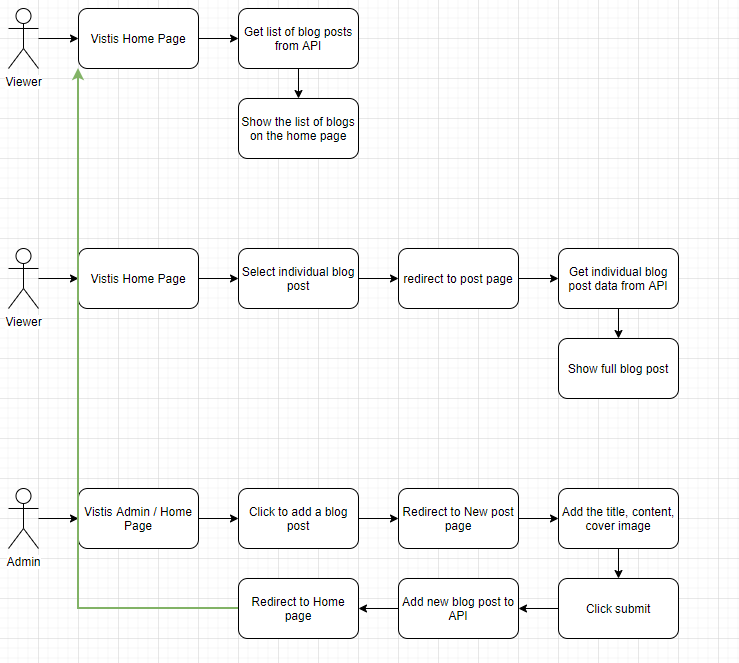 Vistis Home Page
Get list of blog posts
from API
Viewer
Show the list of blogs
on the home page
Vistis Home Page
Select individual blog
post
redirect to post page
Get individual blog
post data from API
Viewer
Show full blog post
Vistis Admin / Home
Page
Click to add a blog
post
Redirect to New post
page
Add the title, content,
cover image
Admin
Redirect to Home
page
Add new blog post to
API
Click submit